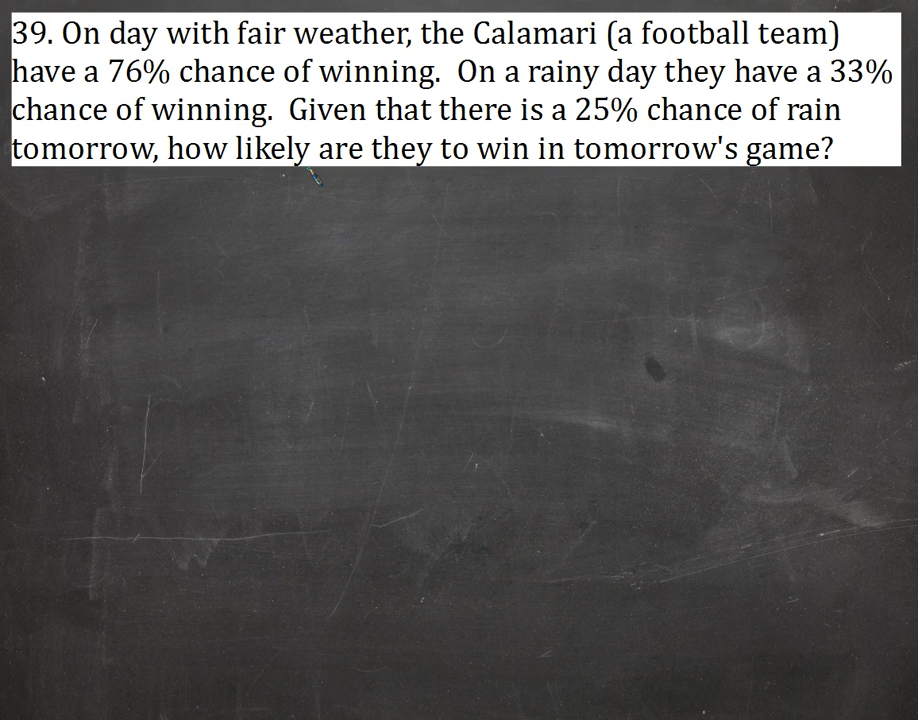 39. On day with fair weather, the Calamari (a football team)
have a 76% chance of winning.  On a rainy day they have a 33%
chance of winning.  Given that there is a 25% chance of rain
tomorrow, how likely are they to win in tomorrow's game?